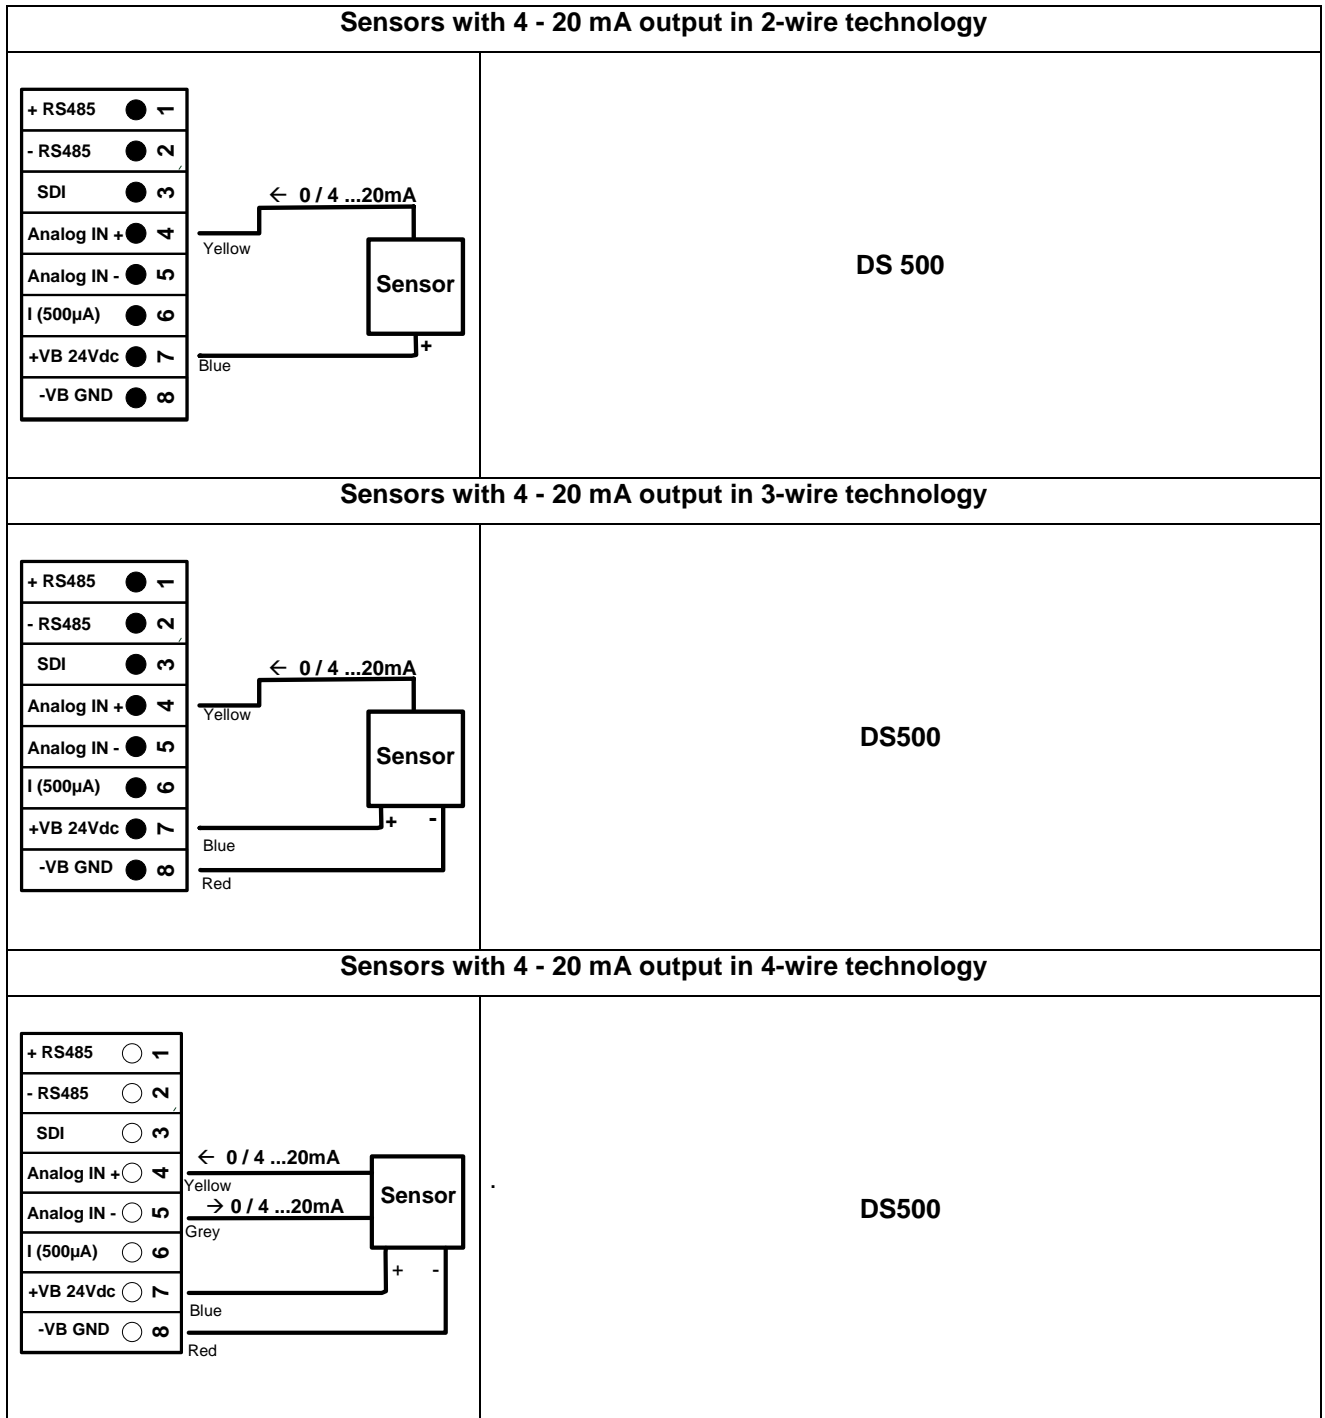 Sensors with 4 - 20 mA output in 2-wire technology
+ RS485 1
- RS485 2
SDI 3
Analog IN + 4
Analog IN - 5
I (500µA) 6
+VB 24Vdc 7
-VB GND 8
← 0 / 4 ...20mA
Yellow
Sensor
+
Blue
DS 500
Sensors with 4 - 20 mA output in 3-wire technology
+ RS485 1
- RS485 2
SDI 3
Analog IN + 4
Analog IN - 5
I (500µA) 6
+VB 24Vdc 7
-VB GND 8
← 0 / 4 ...20mA
Yellow
Sensor
+ -
Blue
Red
DS500
Sensors with 4 - 20 mA output in 4-wire technology
+ RS485 1
- RS485 2
SDI 3
Analog IN + 4
Analog IN - 5
I (500µA) 6
+VB 24Vdc 7
-VB GND 8
← 0 / 4 ...20mA
Yellow
→ 0 / 4 ...20mA
Grey
Sensor
+ -
Blue
Red
.
DS500